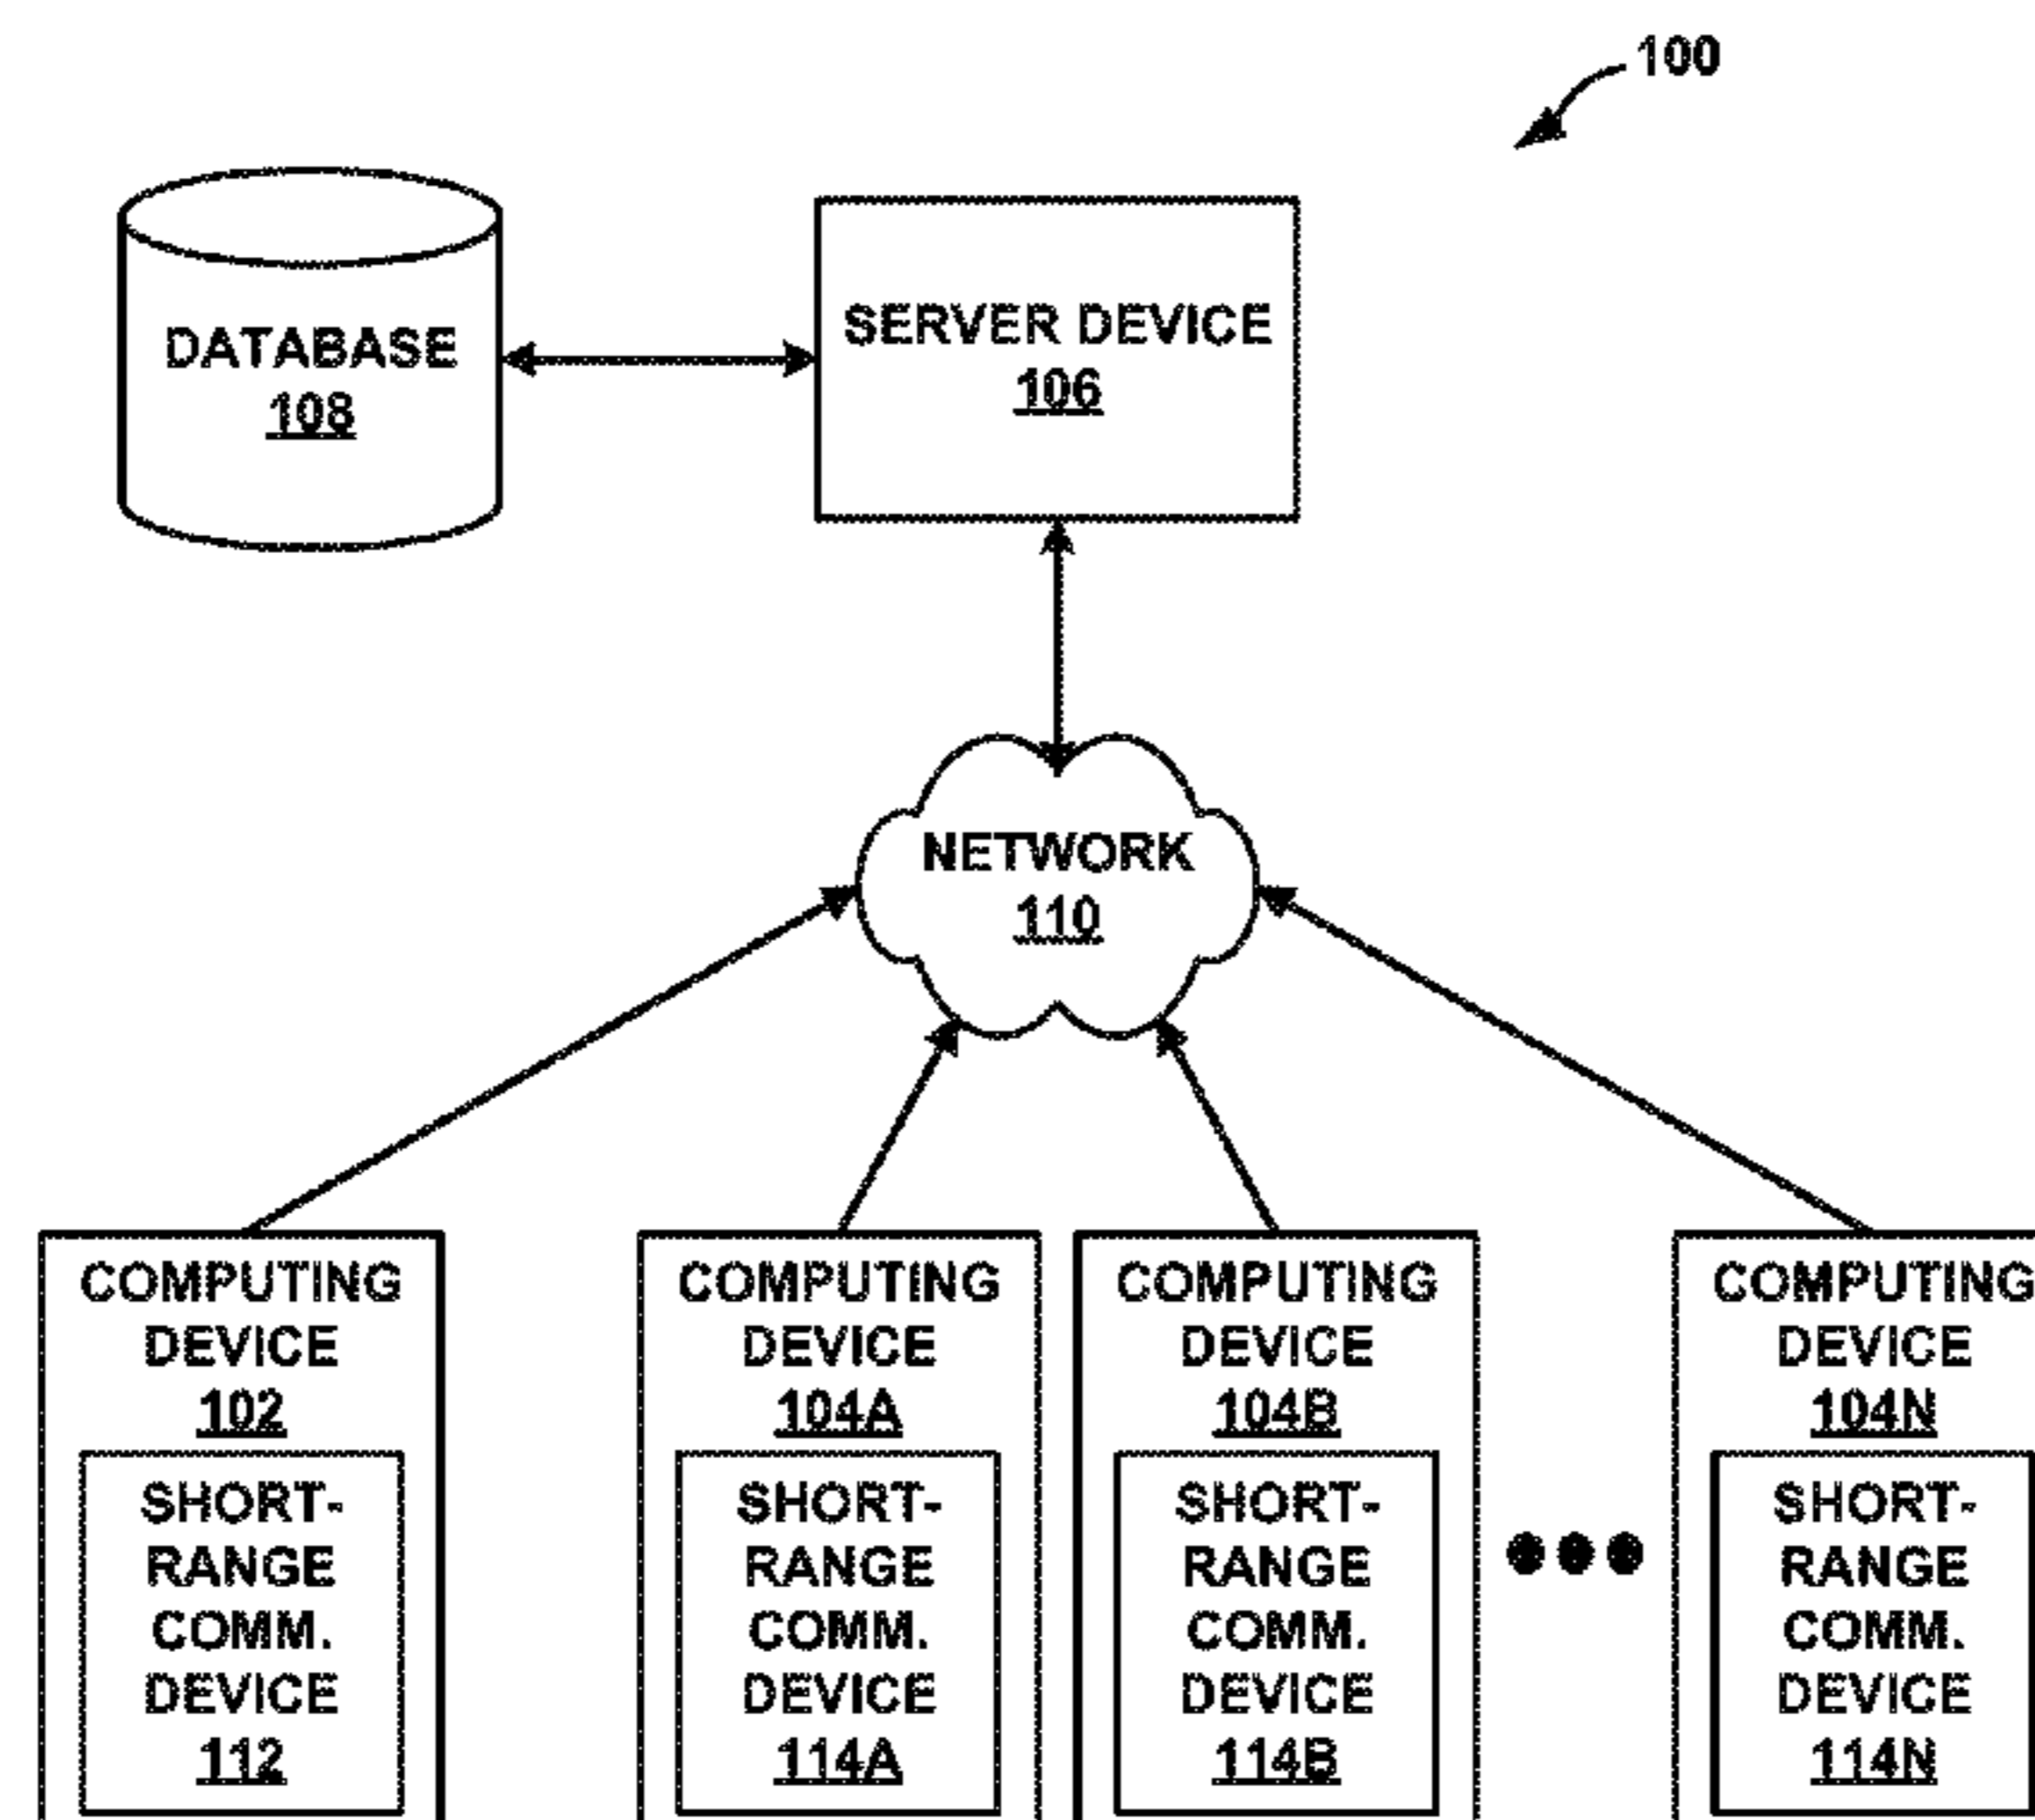 100
DATABASE
108
SERVER DEVICE
106
NETWORK
110
COMPUTING
DEVICE
102
SHORT-
RANGE
COMM.
DEVICE
112
COMPUTING
DEVICE
104A
SHORT-
RANGE
COMM.
DEVICE
114A
COMPUTING
DEVICE
104B
SHORT-
RANGE
COMM.
DEVICE
114B
COMPUTING
DEVICE
104N
SHORT-
RANGE
COMM.
DEVICE
114N